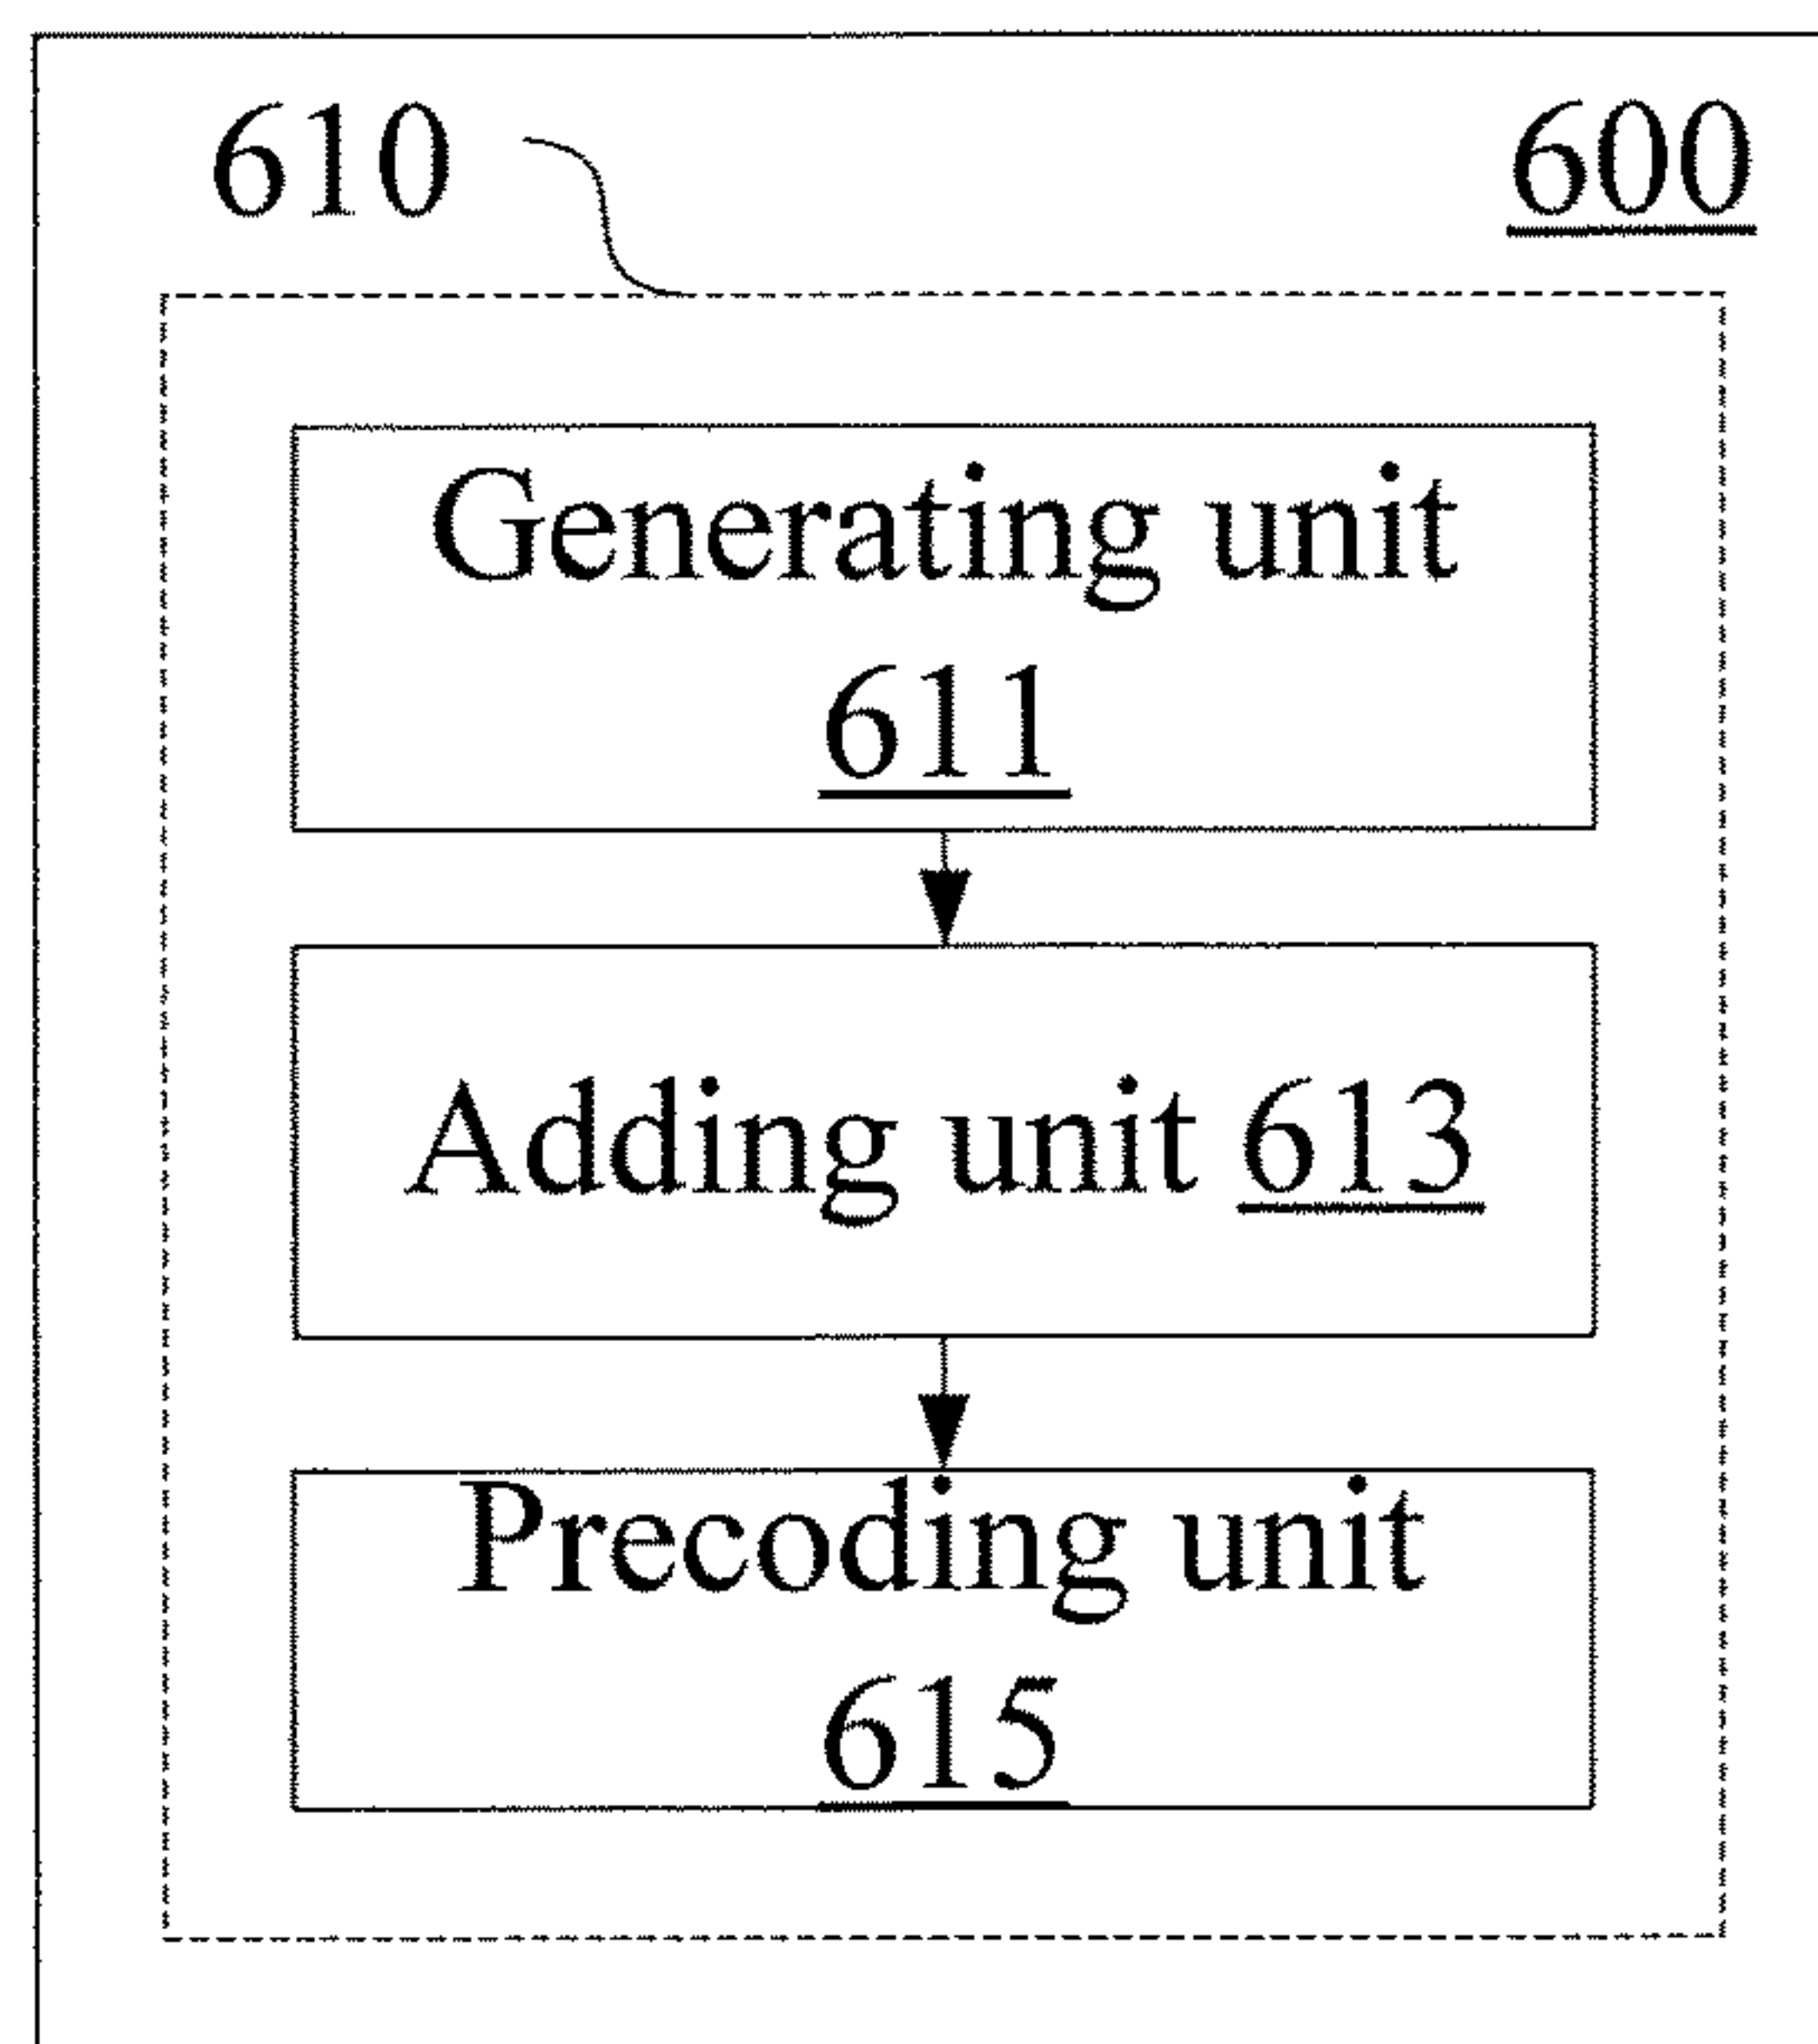 610
600
Generating unit
611
Adding unit 613
Precoding unit
615